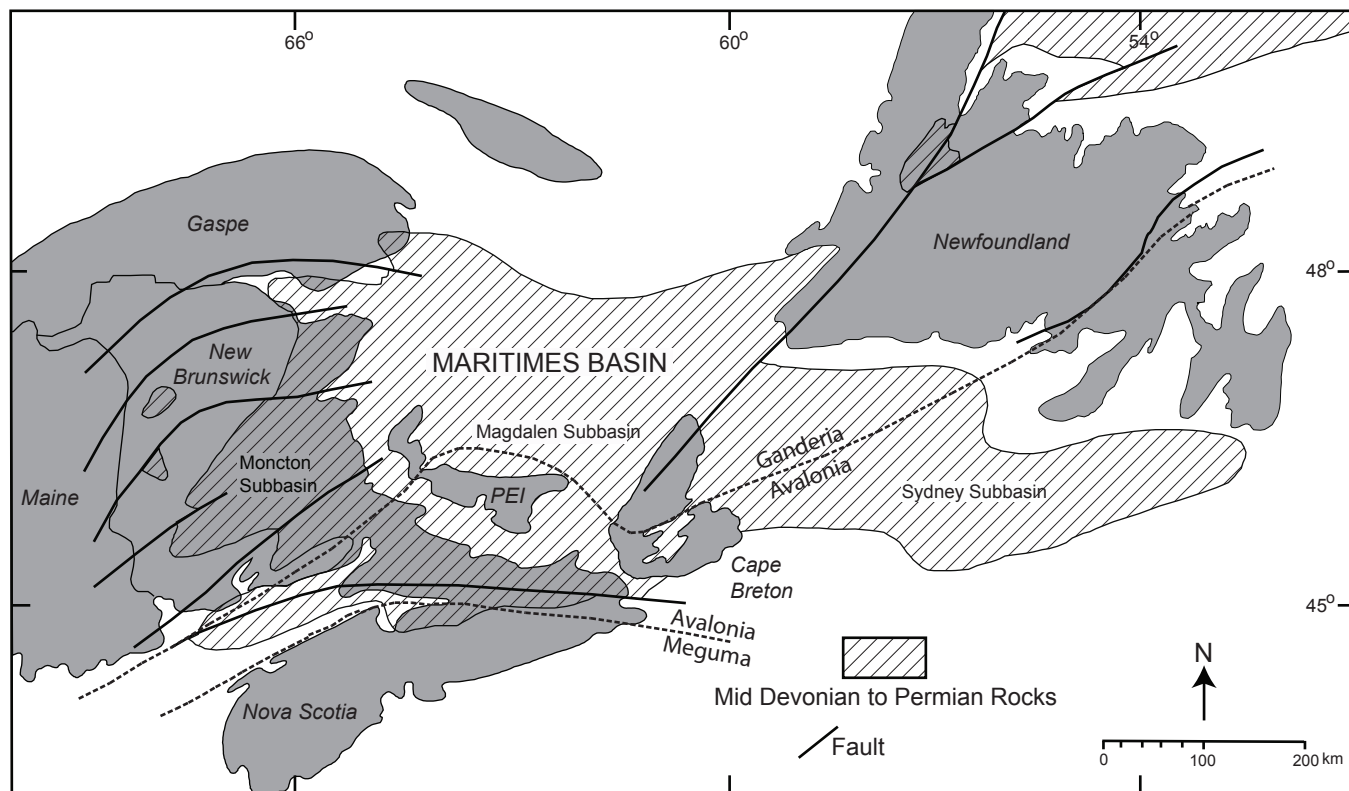 66°
60°
54°
Gaspe
Newfoundland
48°
New
Brunswick
MARITIMES BASIN
Magdalen Subbasin
Ganderia
Avalonia
Moncton
Subbasin
Maine
PEI
Sydney Subbasin
Cape
Breton
45°
Avalonia
Meguma
N
Mid Devonian to Permian Rocks
Nova Scotia
Fault
0 100 200 km